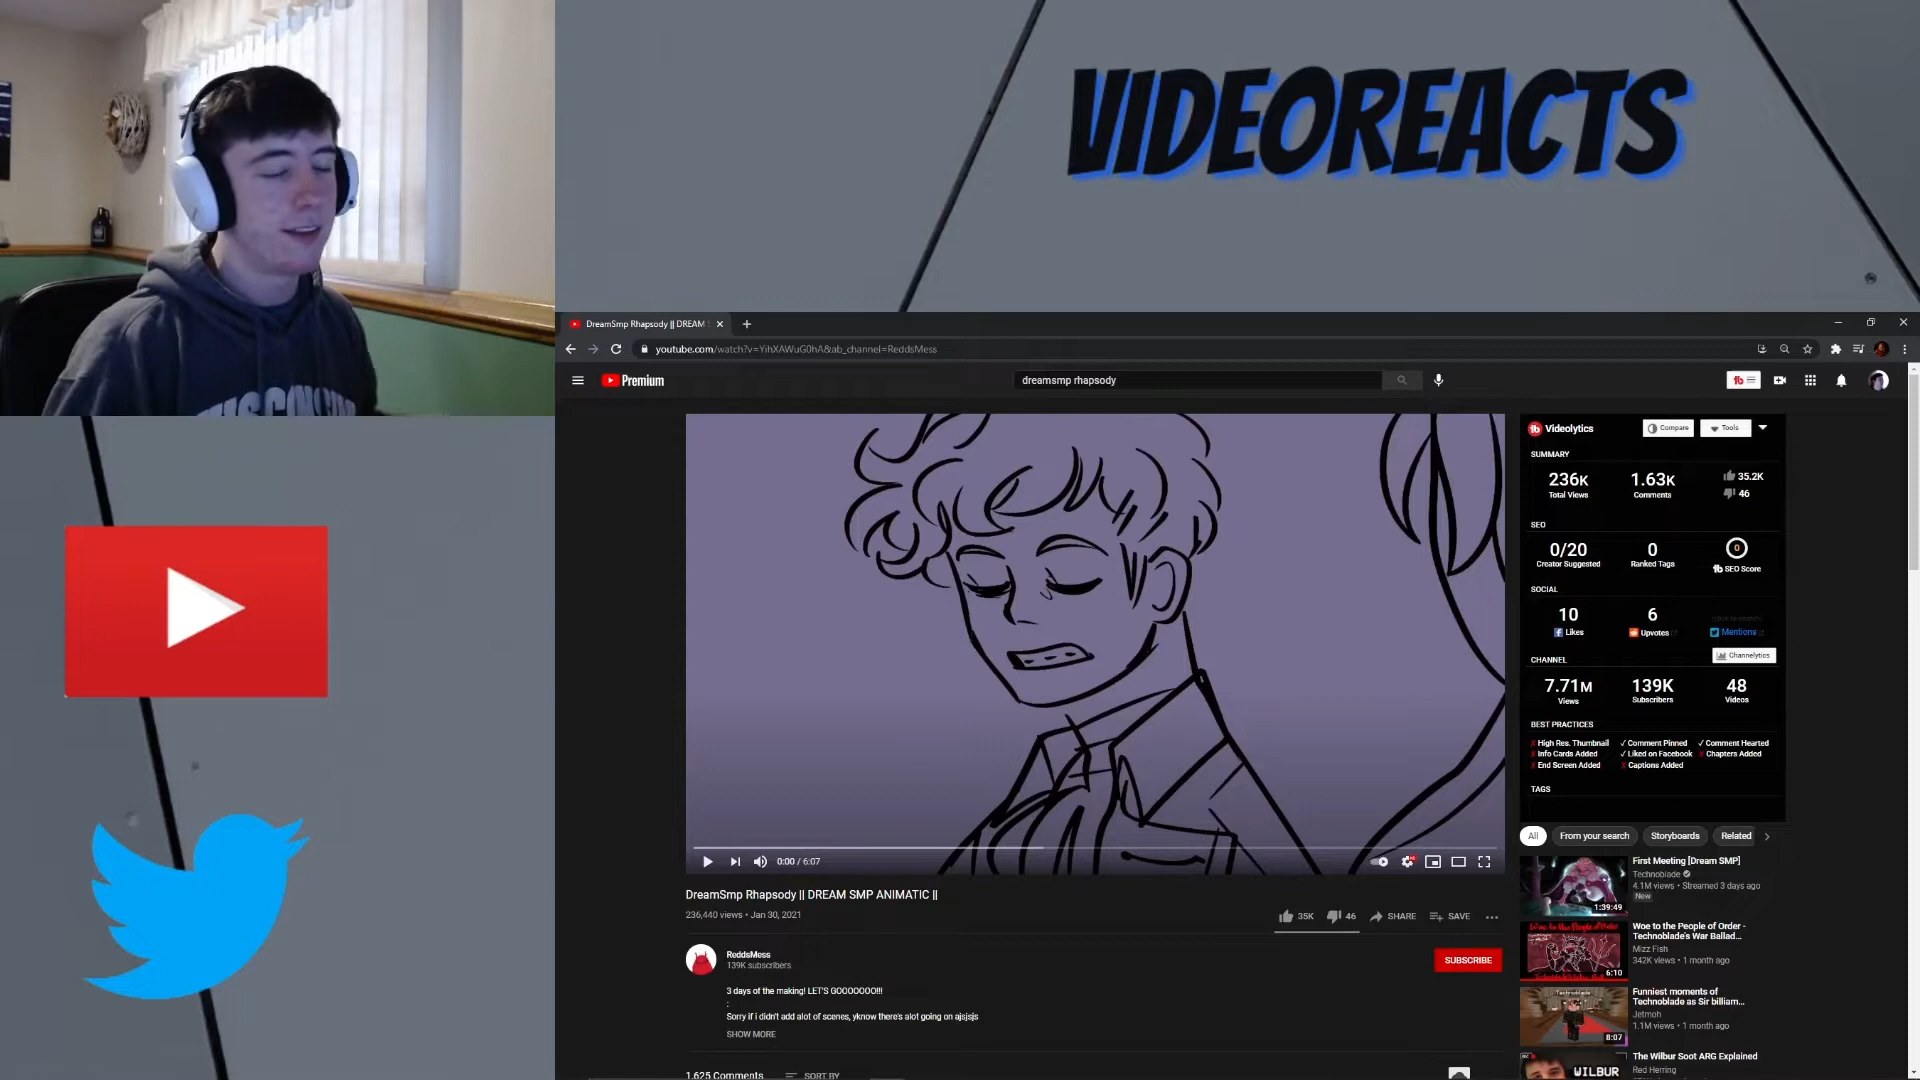 VIDEOREACTS
DreamSmp Rhapsody || DREAM
youtube.com/watch?v=YihXAWuG0hA&ab_channel=ReddsMess
Premium
dreamsmp rhapsody
Videolytics
Compare
Tools
SUMMARY
236K
1.63K
35.2K
Total Views
Comments
46
SEO
0/20
0
0
Creator Suggested
Ranked Tags
SEO Score
SOCIAL
10
6
Likes
Upvotes
Mentions
CHANNEL
Channelytics
7.71M
139K
48
Views
Subscribers
Videos
BEST PRACTICES
High Res. Thumbnail
Comment Pinned
Comment Hearted
Info Cards Added
Liked on Facebook
Chapters Added
End Screen Added
Captions Added
TAGS
0:00 / 6:07
DreamSmp Rhapsody || DREAM SMP ANIMATIC ||
236,440 views • Jan 30, 2021
35K
46
SHARE
SAVE
ReddsMess
139K subscribers
SUBSCRIBE
3 days of the making! LET'S GOOOOOOO!!!
:
Sorry if i didn't add alot of scenes, yknow there's alot going on ajsjsjs
SHOW MORE
1,625 Comments
SORT BY
All
From your search
Storyboards
Related
First Meeting [Dream SMP]
Technoblade
4.1M views • Streamed 3 days ago
New
1:39:49
Woe to the People of Order -
Technoblade's War Ballad...
Mizz Fish
342K views • 1 month ago
6:10
Funniest moments of
Technoblade as Sir billiam...
Jetmoh
1.1M views • 1 month ago
8:07
The Wilbur Soot ARG Explained
Red Herring
WILBUR